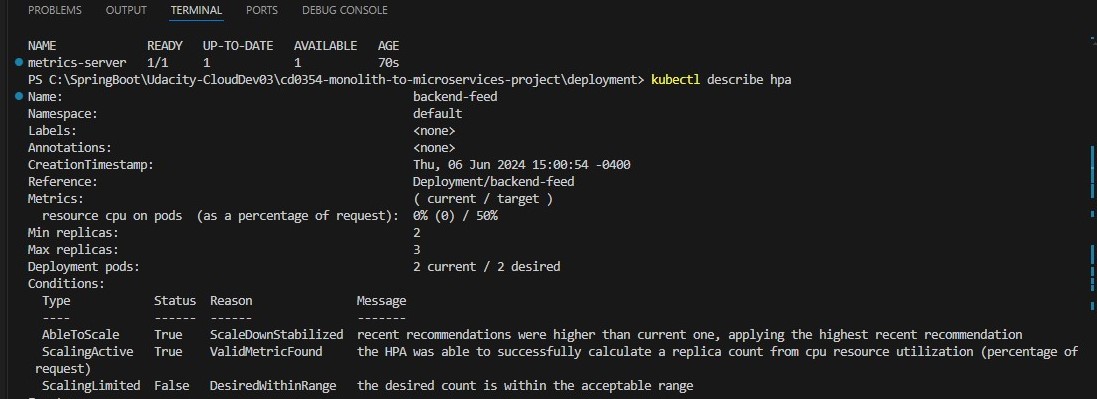 PROBLEMS OUTPUT TERMINAL PORTS DEBUG CONSOLE
NAME READY UP-TO-DATE AVAILABLE AGE
metrics-server 1/1 1 1 70s
PS C:\SpringBoot\Udacity-CloudDev03\cd0354-monolith-to-microservices-project\deployment> kubectl describe hpa
Name: backend-feed
Namespace: default
Labels: <none>
Annotations: <none>
CreationTimestamp: Thu, 06 Jun 2024 15:00:54 -0400
Reference: Deployment/backend-feed
Metrics: ( current / target )
resource cpu on pods (as a percentage of request): 0% (0) / 50%
Min replicas: 2
Max replicas: 3
Deployment pods: 2 current / 2 desired
Conditions:
Type Status Reason Message
---- ------ ------ -------
AbleToScale True ScaleDownStabilized recent recommendations were higher than current one, applying the highest recent recommendation
ScalingActive True ValidMetricFound the HPA was able to successfully calculate a replica count from cpu resource utilization (percentage of
request)
ScalingLimited False DesiredWithinRange the desired count is within the acceptable range